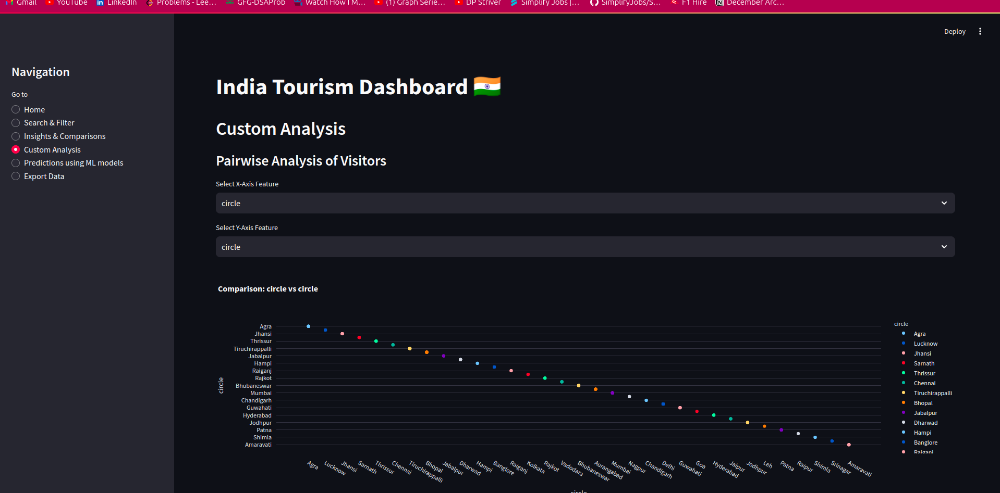 Gmail YouTube LinkedIn Problems - Lee... GFG-DSAProb Watch How I M... (1) Graph Serie... DP Striver Simplify Jobs |... SimplifyJobs/S... F1 Hire December Arc...
Deploy
Navigation
Go to
Home
Search & Filter
Insights & Comparisons
Custom Analysis
Predictions using ML models
Export Data
India Tourism Dashboard
Custom Analysis
Pairwise Analysis of Visitors
Select X-Axis Feature
circle
Select Y-Axis Feature
circle
Comparison: circle vs circle
circle
Agra
Jhansi
Thrissur
Tiruchirappalli
Jabalpur
Hampi
Raiganj
Rajkot
Bhubaneswar
Mumbai
Chandigarh
Guwahati
Hyderabad
Jodhpur
Patna
Shimla
Amaravati
Agra
Lucknow
Jhansi
Sarnath
Thrissur
Chennai
Tiruchirappalli
Bhopal
Jabalpur
Dharwad
Hampi
Banglore
Raiganj
Kolkata
Rajkot
Vadodara
Bhubaneswar
Aurangabad
Mumbai
Nagpur
Chandigarh
Delhi
Guwahati
Goa
Hyderabad
Jaipur
Jodhpur
Leh
Patna
Raipur
Shimla
Srinagar
Amaravati
circle
circle
Agra
Lucknow
Jhansi
Sarnath
Thrissur
Chennai
Tiruchirappalli
Bhopal
Jabalpur
Dharwad
Hampi
Banglore
Raiganj